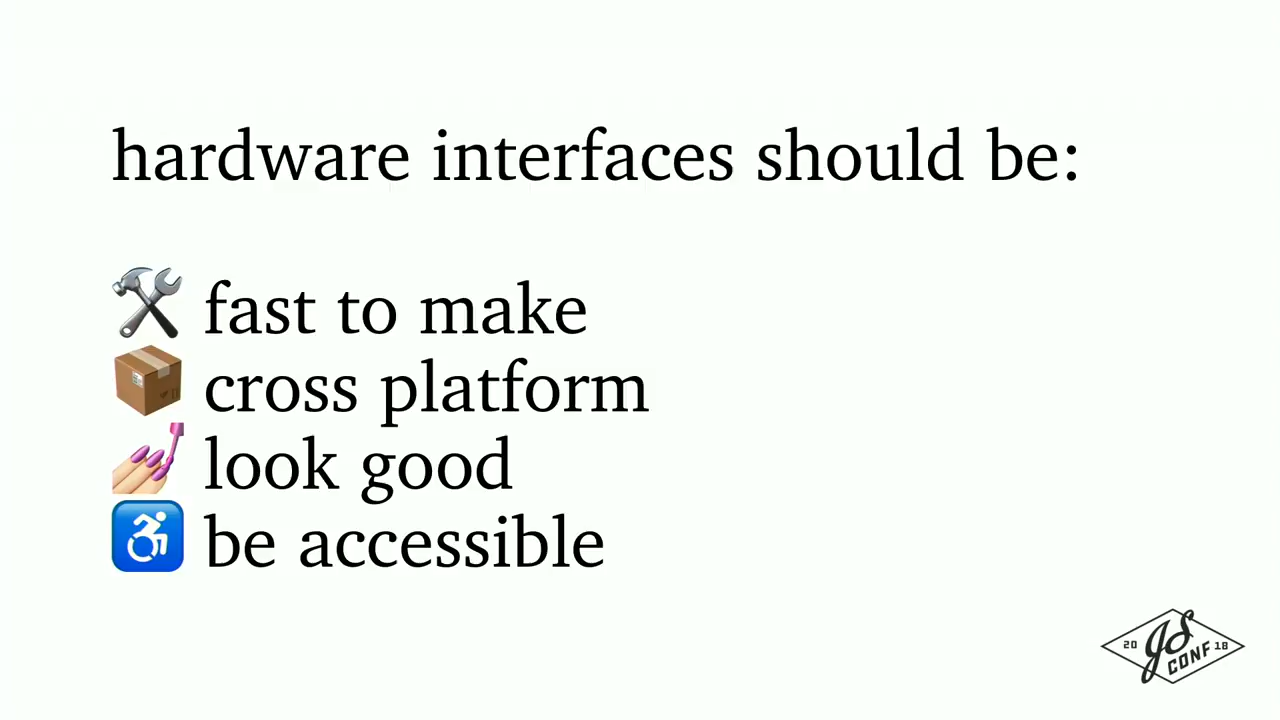 hardware interfaces should be:
🛠 fast to make
📦 cross platform
💅🏼 look good
♿ be accessible
20 JS CONF 18